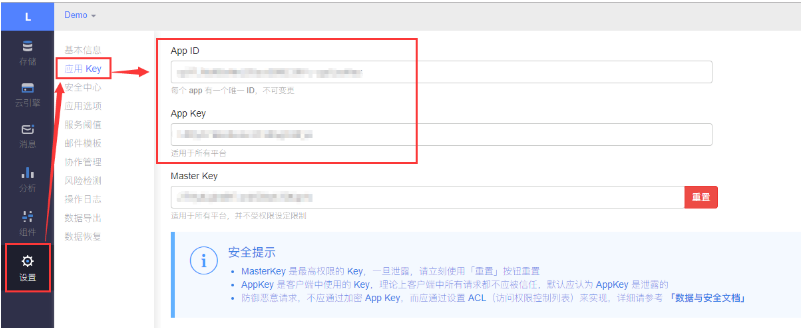 L
Demo
存储
云引擎
消息
分析
组件
设置
基本信息
应用 Key
安全中心
应用选项
服务阈值
邮件模板
协作管理
风险检测
操作日志
数据导出
数据恢复
App ID
每个 app 有一个唯一 ID，不可变更
App Key
适用于所有平台
Master Key
重置
适用于所有平台，并不受权限设定限制
安全提示
MasterKey 是最高权限的 Key，一旦泄露，请立刻使用「重置」按钮重置
AppKey 是客户端中使用的 Key，理论上客户端中所有请求都不应被信任，默认应认为 AppKey 是泄露的
防御恶意请求，不应通过加密 App Key，而应通过设置 ACL（访问权限控制列表）来实现，详细请参考 「数据与安全文档」